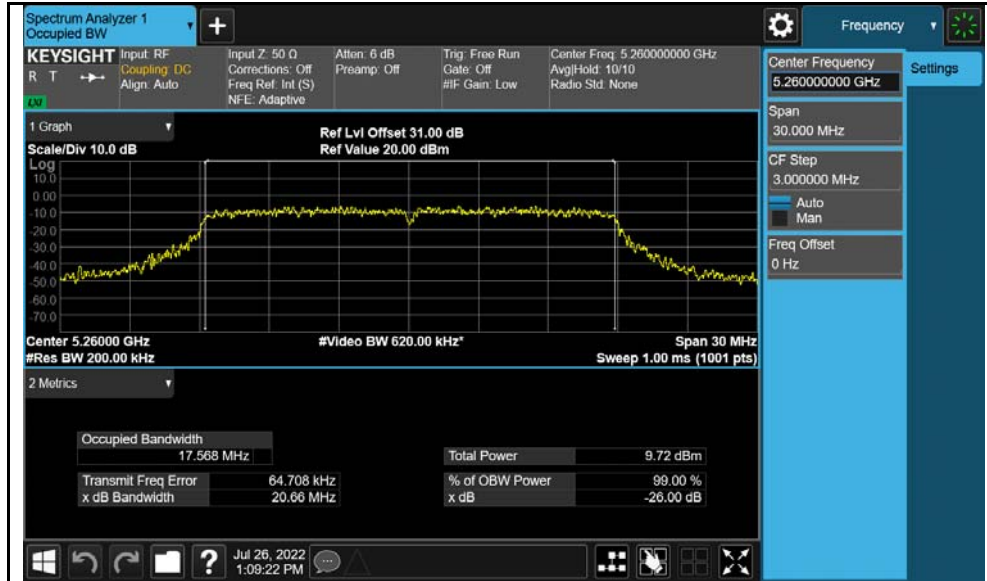 Spectrum Analyzer 1
Occupied BW
+
Frequency
KEYSIGHT
R T
LXI
Input: RF
Coupling: DC
Align: Auto
Input Z: 50 Ω
Corrections: Off
Freq Ref: Int (S)
NFE: Adaptive
Atten: 6 dB
Preamp: Off
Trig: Free Run
Gate: Off
#IF Gain: Low
Center Freq: 5.260000000 GHz
Avg|Hold: 10/10
Radio Std: None
Center Frequency
5.260000000 GHz
Settings
Span
30.000 MHz
CF Step
3.000000 MHz
Auto
Man
Freq Offset
0 Hz
1 Graph
Scale/Div 10.0 dB
Ref Lvl Offset 31.00 dB
Ref Value 20.00 dBm
Log
10.0
0.00
-10.0
-20.0
-30.0
-40.0
-50.0
-60.0
-70.0
Center 5.26000 GHz
#Video BW 620.00 kHz*
Span 30 MHz
#Res BW 200.00 kHz
Sweep 1.00 ms (1001 pts)
2 Metrics
Occupied Bandwidth
17.568 MHz
Total Power 9.72 dBm
Transmit Freq Error 64.708 kHz
% of OBW Power 99.00 %
x dB Bandwidth 20.66 MHz
x dB -26.00 dB
?
Jul 26, 2022
1:09:22 PM